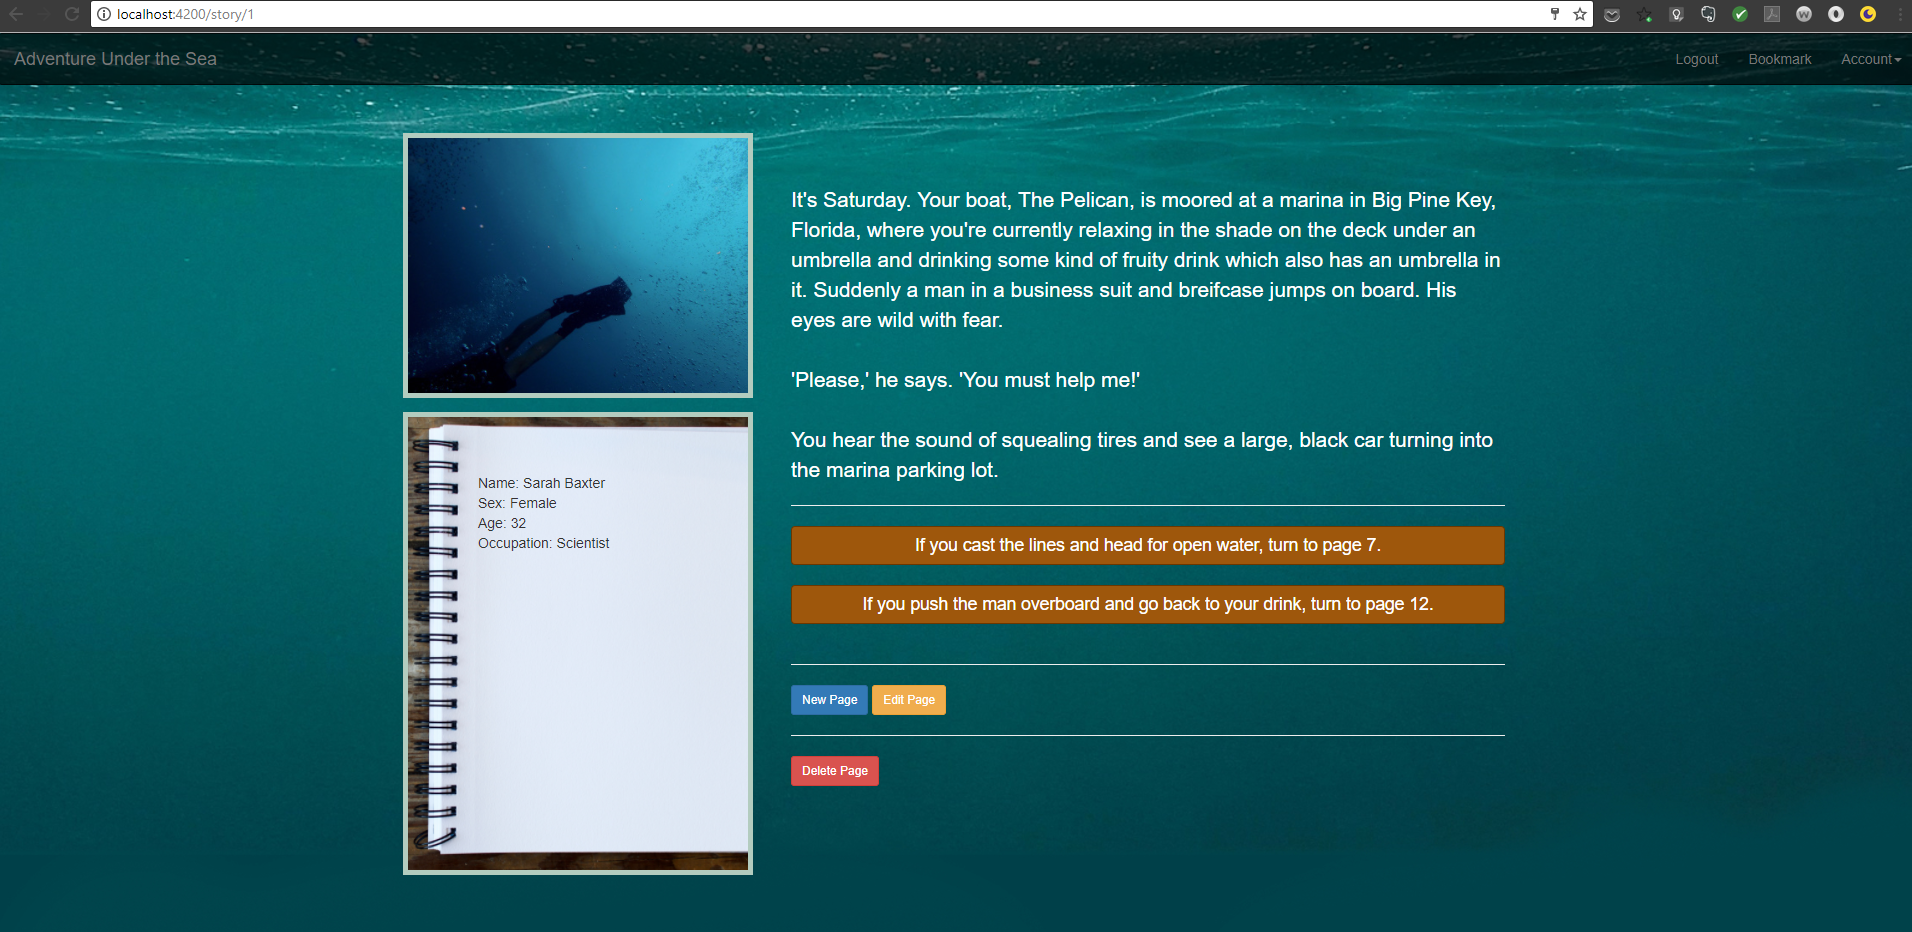 localhost:4200/story/1
Adventure Under the Sea
Logout
Bookmark
Account
It's Saturday. Your boat, The Pelican, is moored at a marina in Big Pine Key,
Florida, where you're currently relaxing in the shade on the deck under an
umbrella and drinking some kind of fruity drink which also has an umbrella in
it. Suddenly a man in a business suit and breifcase jumps on board. His
eyes are wild with fear.
'Please,' he says. 'You must help me!'
You hear the sound of squealing tires and see a large, black car turning into
the marina parking lot.
Name: Sarah Baxter
Sex: Female
Age: 32
Occupation: Scientist
If you cast the lines and head for open water, turn to page 7.
If you push the man overboard and go back to your drink, turn to page 12.
New Page
Edit Page
Delete Page